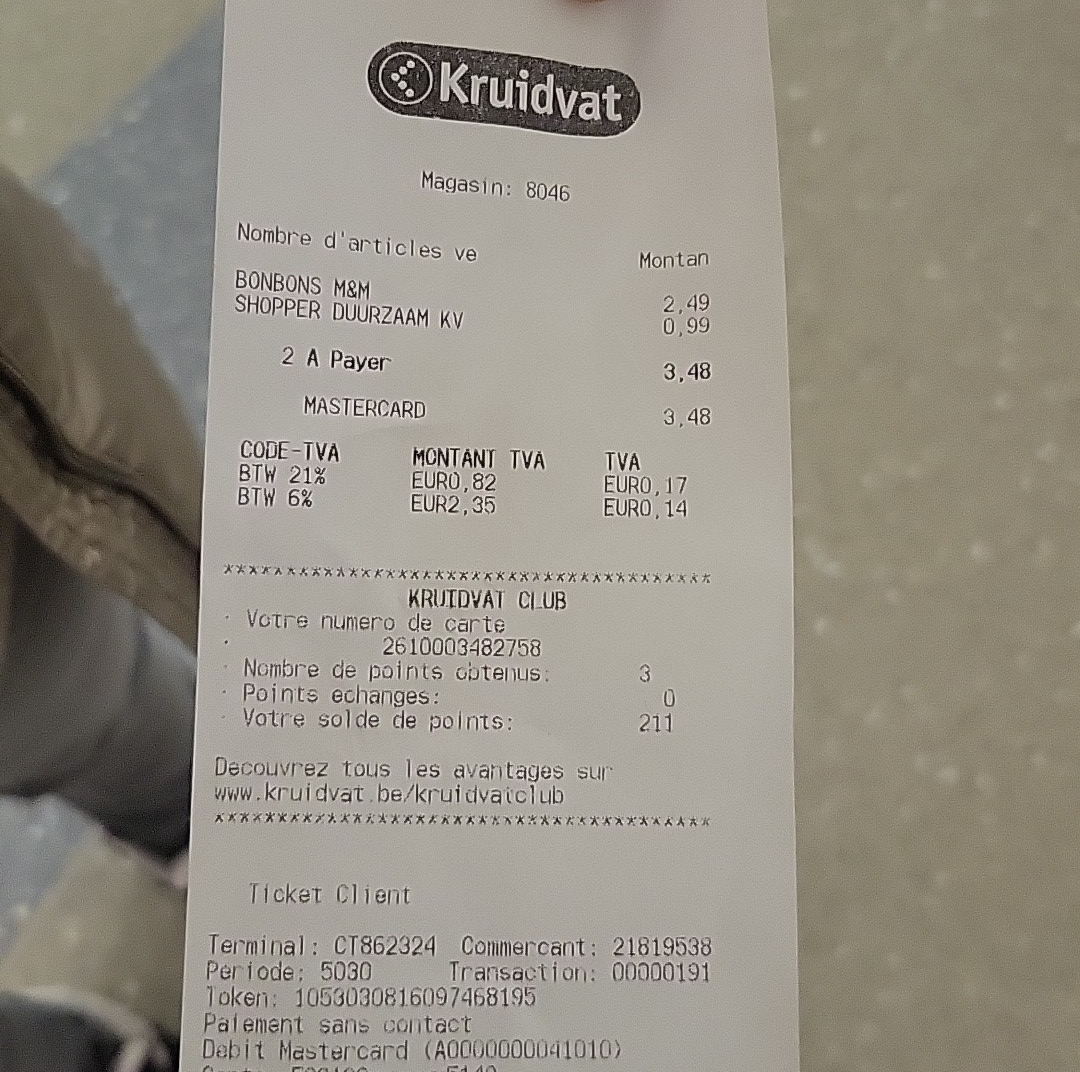 Kruidvat
Magasin: 8046
Nombre d'articles ve Montan
BONBONS M&M 2,49
SHOPPER DUURZAAM KV 0,99
2 A Payer 3,48
MASTERCARD 3,48
CODE-TVA MONTANT TVA TVA
BTW 21% EUR0,82 EUR0,17
BTW 6% EUR2,35 EUR0,14
****************************************
KRUIDVAT CLUB
· Votre numero de carte
· 2610003482758
· Nombre de points obtenus: 3
· Points echanges: 0
· Votre solde de points: 211
Decouvrez tous les avantages sur
www.kruidvat.be/kruidvatclub
****************************************
Ticket Client
Terminal: CT862324 Commercant: 21819538
Periode: 5030 Transaction: 00000191
Token: 1053030816097468195
Paiement sans contact
Debit Mastercard (A0000000041010)